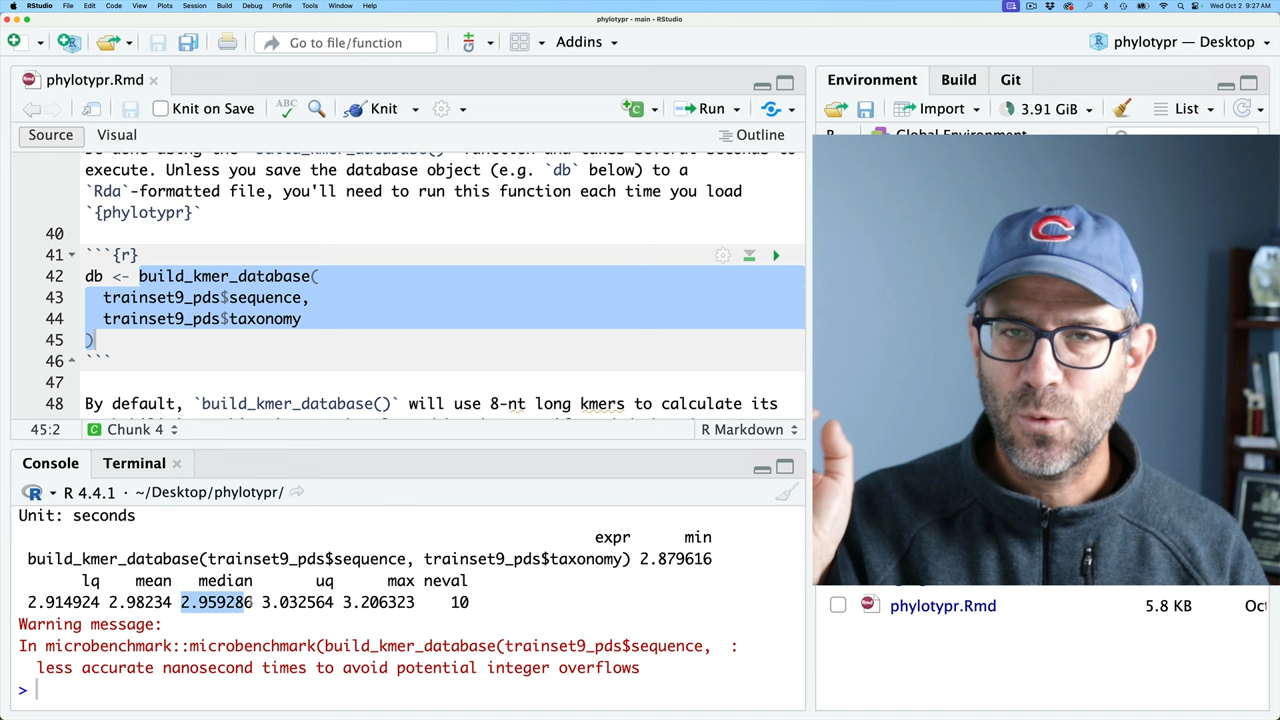 RStudio File Edit Code View Plots Session Build Debug Profile Tools Window Help
Wed Oct 2 9:27 AM
phylotypr - main - RStudio
Go to file/function
Addins
phylotypr — Desktop
phylotypr.Rmd
Knit on Save
ABC
Knit
Run
Source
Visual
Outline
execute. Unless you save the database object (e.g. `db` below) to a
`Rda`-formatted file, you'll need to run this function each time you load
`{phylotypr}`
40
41 ```{r}
42 db <- build_kmer_database(
43 trainset9_pds$sequence,
44 trainset9_pds$taxonomy
45 )
46 ```
47
48 By default, `build_kmer_database()` will use 8-nt long kmers to calculate its
45:2 Chunk 4 R Markdown
Console Terminal
R 4.4.1 · ~/Desktop/phylotypr/
Unit: seconds
expr min
build_kmer_database(trainset9_pds$sequence, trainset9_pds$taxonomy) 2.879616
lq mean median uq max neval
2.914924 2.98234 2.959286 3.032564 3.206323 10
Warning message:
In microbenchmark::microbenchmark(build_kmer_database(trainset9_pds$sequence, :
less accurate nanosecond times to avoid potential integer overflows
>
Environment Build Git
Import 3.91 GiB List
R Global Environment
C
phylotypr.Rmd 5.8 KB Oc